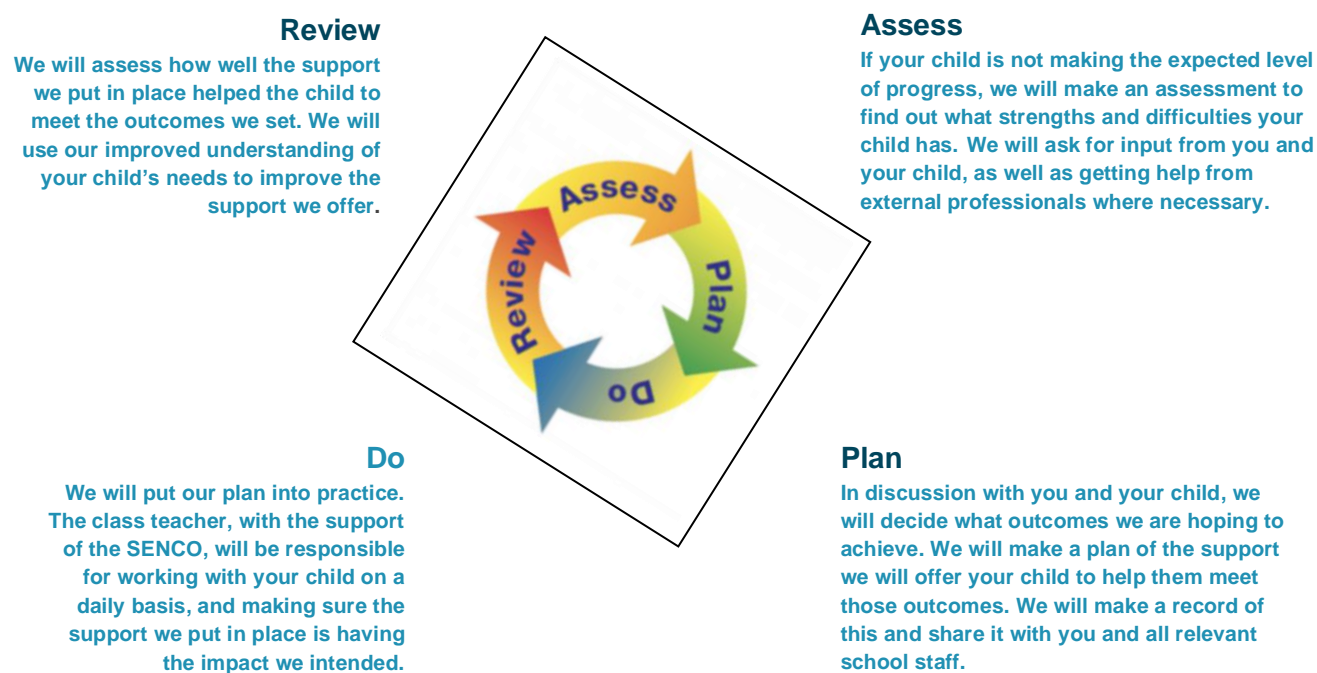 Review
We will assess how well the support
we put in place helped the child to
meet the outcomes we set. We will
use our improved understanding of
your child’s needs to improve the
support we offer.
Assess
If your child is not making the expected level
of progress, we will make an assessment to
find out what strengths and difficulties your
child has. We will ask for input from you and
your child, as well as getting help from
external professionals where necessary.
Assess
Plan
Do
Review
Do
We will put our plan into practice.
The class teacher, with the support
of the SENCO, will be responsible
for working with your child on a
daily basis, and making sure the
support we put in place is having
the impact we intended.
Plan
In discussion with you and your child, we
will decide what outcomes we are hoping to
achieve. We will make a plan of the support
we will offer your child to help them meet
those outcomes. We will make a record of
this and share it with you and all relevant
school staff.